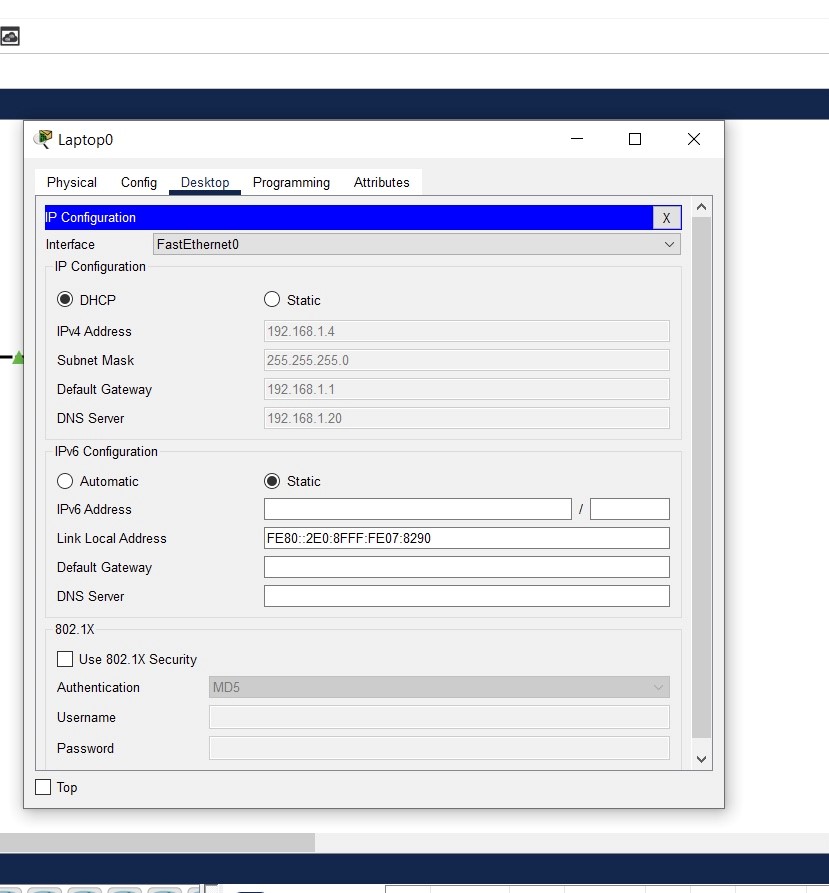 Laptop0
Physical Config Desktop Programming Attributes
IP Configuration X
Interface FastEthernet0
IP Configuration
DHCP Static
IPv4 Address 192.168.1.4
Subnet Mask 255.255.255.0
Default Gateway 192.168.1.1
DNS Server 192.168.1.20
IPv6 Configuration
Automatic Static
IPv6 Address /
Link Local Address FE80::2E0:8FFF:FE07:8290
Default Gateway
DNS Server
802.1X
Use 802.1X Security
Authentication MD5
Username
Password
Top